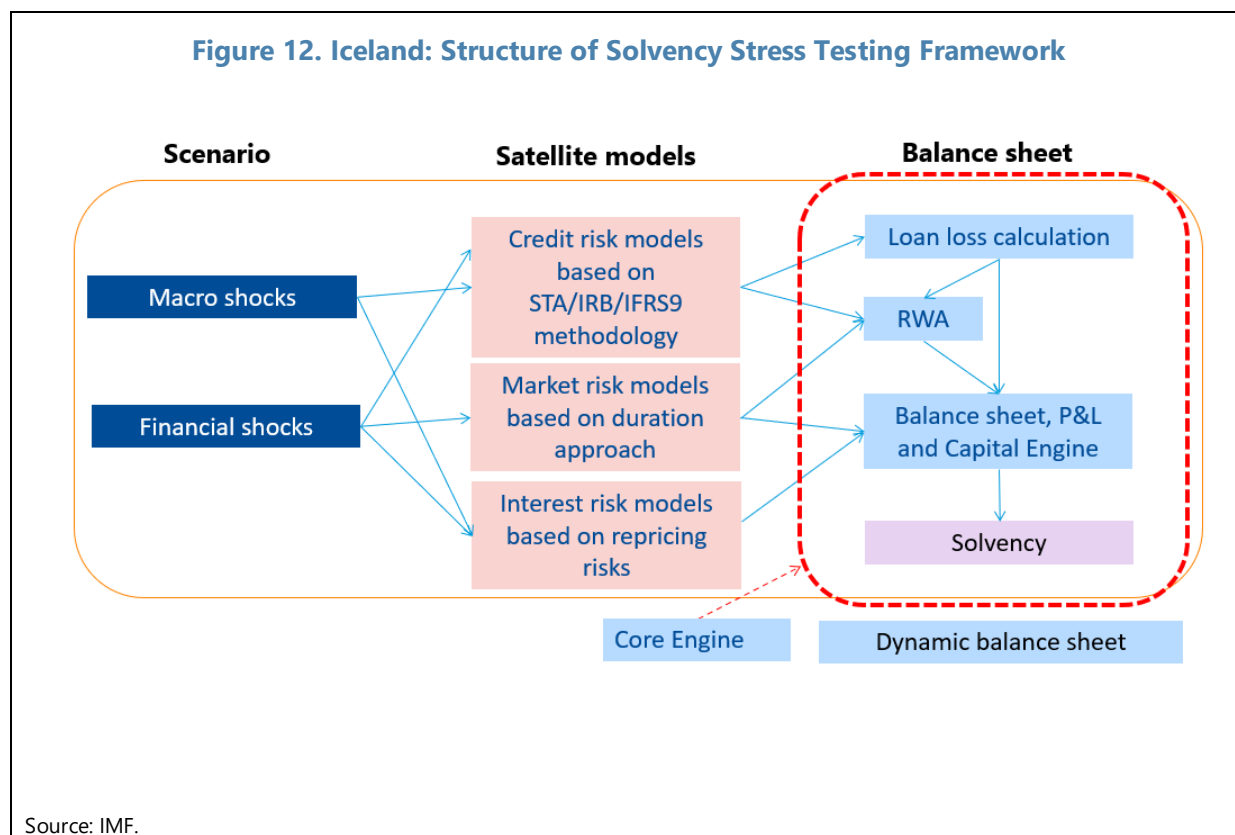 Figure 12. Iceland: Structure of Solvency Stress Testing Framework
Scenario
Satellite models
Balance sheet
Macro shocks
Financial shocks
Credit risk models
based on
STA/IRB/IFRS9
methodology
Market risk models
based on duration
approach
Interest risk models
based on repricing
risks
Loan loss calculation
RWA
Balance sheet, P&L
and Capital Engine
Solvency
Core Engine
Dynamic balance sheet
Source: IMF.